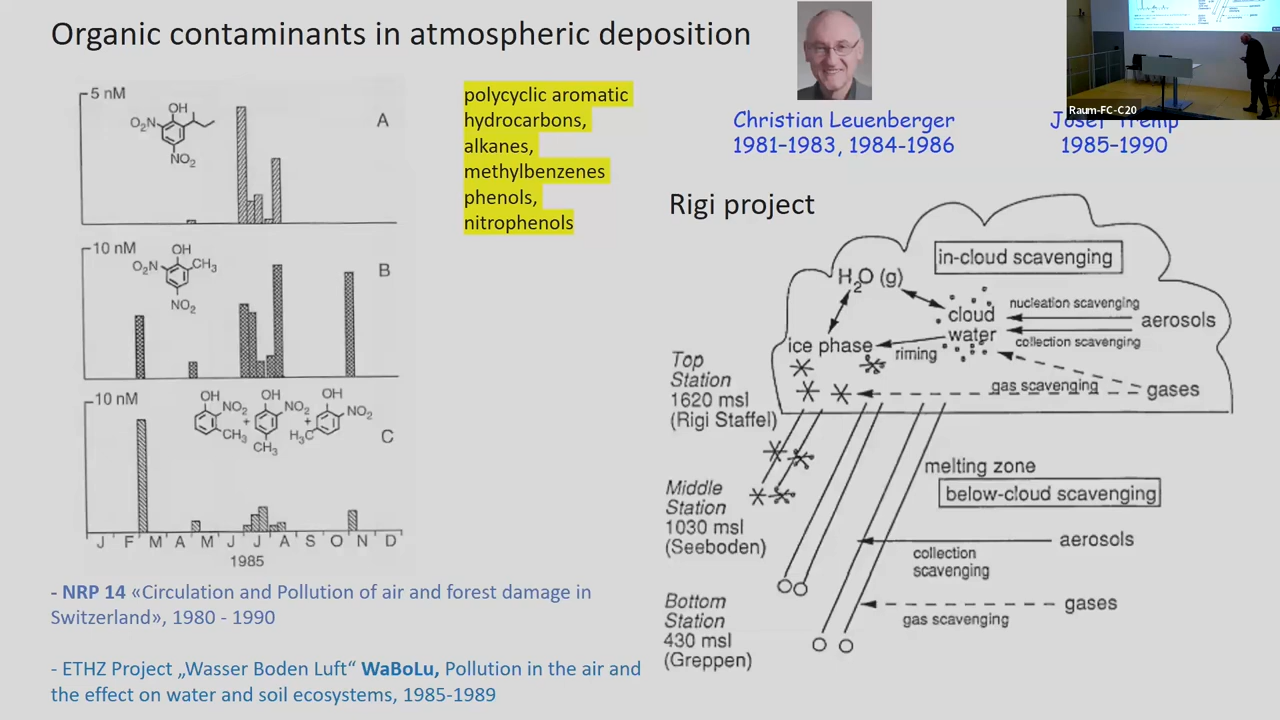 Organic contaminants in atmospheric deposition
5 nM
OH
O₂N
NO₂
A
10 nM
OH
O₂N
CH₃
NO₂
B
10 nM
OH
NO₂
CH₃
+
OH
NO₂
CH₃
+
OH
NO₂
H₃C
C
J F M A M J J A S O N D
1985
polycyclic aromatic
hydrocarbons,
alkanes,
methylbenzenes
phenols,
nitrophenols
- NRP 14 «Circulation and Pollution of air and forest damage in
Switzerland», 1980 - 1990
- ETHZ Project „Wasser Boden Luft“ WaBoLu, Pollution in the air and
the effect on water and soil ecosystems, 1985-1989
Christian Leuenberger
1981–1983, 1984-1986
Raum-FC-C20
Josef Tremp
1985–1990
Rigi project
in-cloud scavenging
H₂O (g)
cloud
water
nucleation scavenging
aerosols
collection scavenging
ice phase
riming
gas scavenging
gases
Top
Station
1620 msl
(Rigi Staffel)
melting zone
below-cloud scavenging
Middle
Station
1030 msl
(Seeboden)
aerosols
collection
scavenging
gases
gas scavenging
Bottom
Station
430 msl
(Greppen)